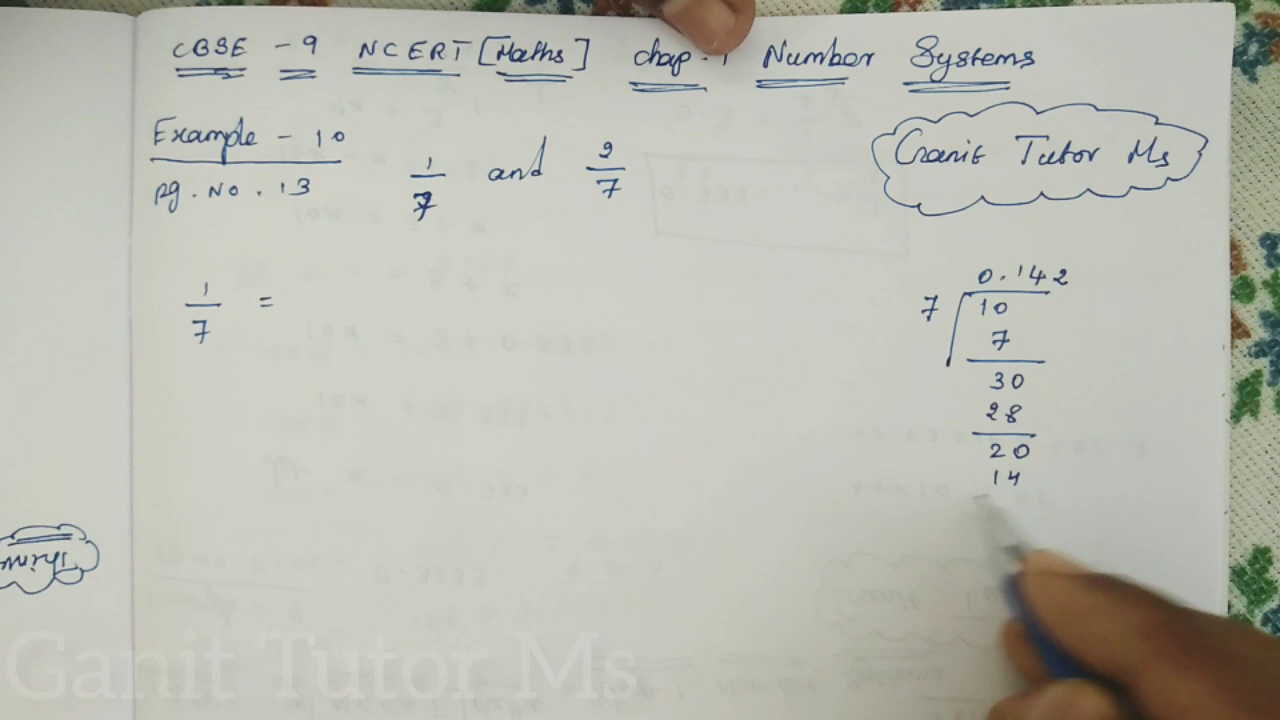 CBSE - 9 NCERT [Maths] chap. 1 Number Systems
Example - 10
pg. No. 13
1/7 and 2/7
Ganit Tutor Ms
1/7 =
0.142
7 10
7
30
28
20
14
Ganit Tutor Ms